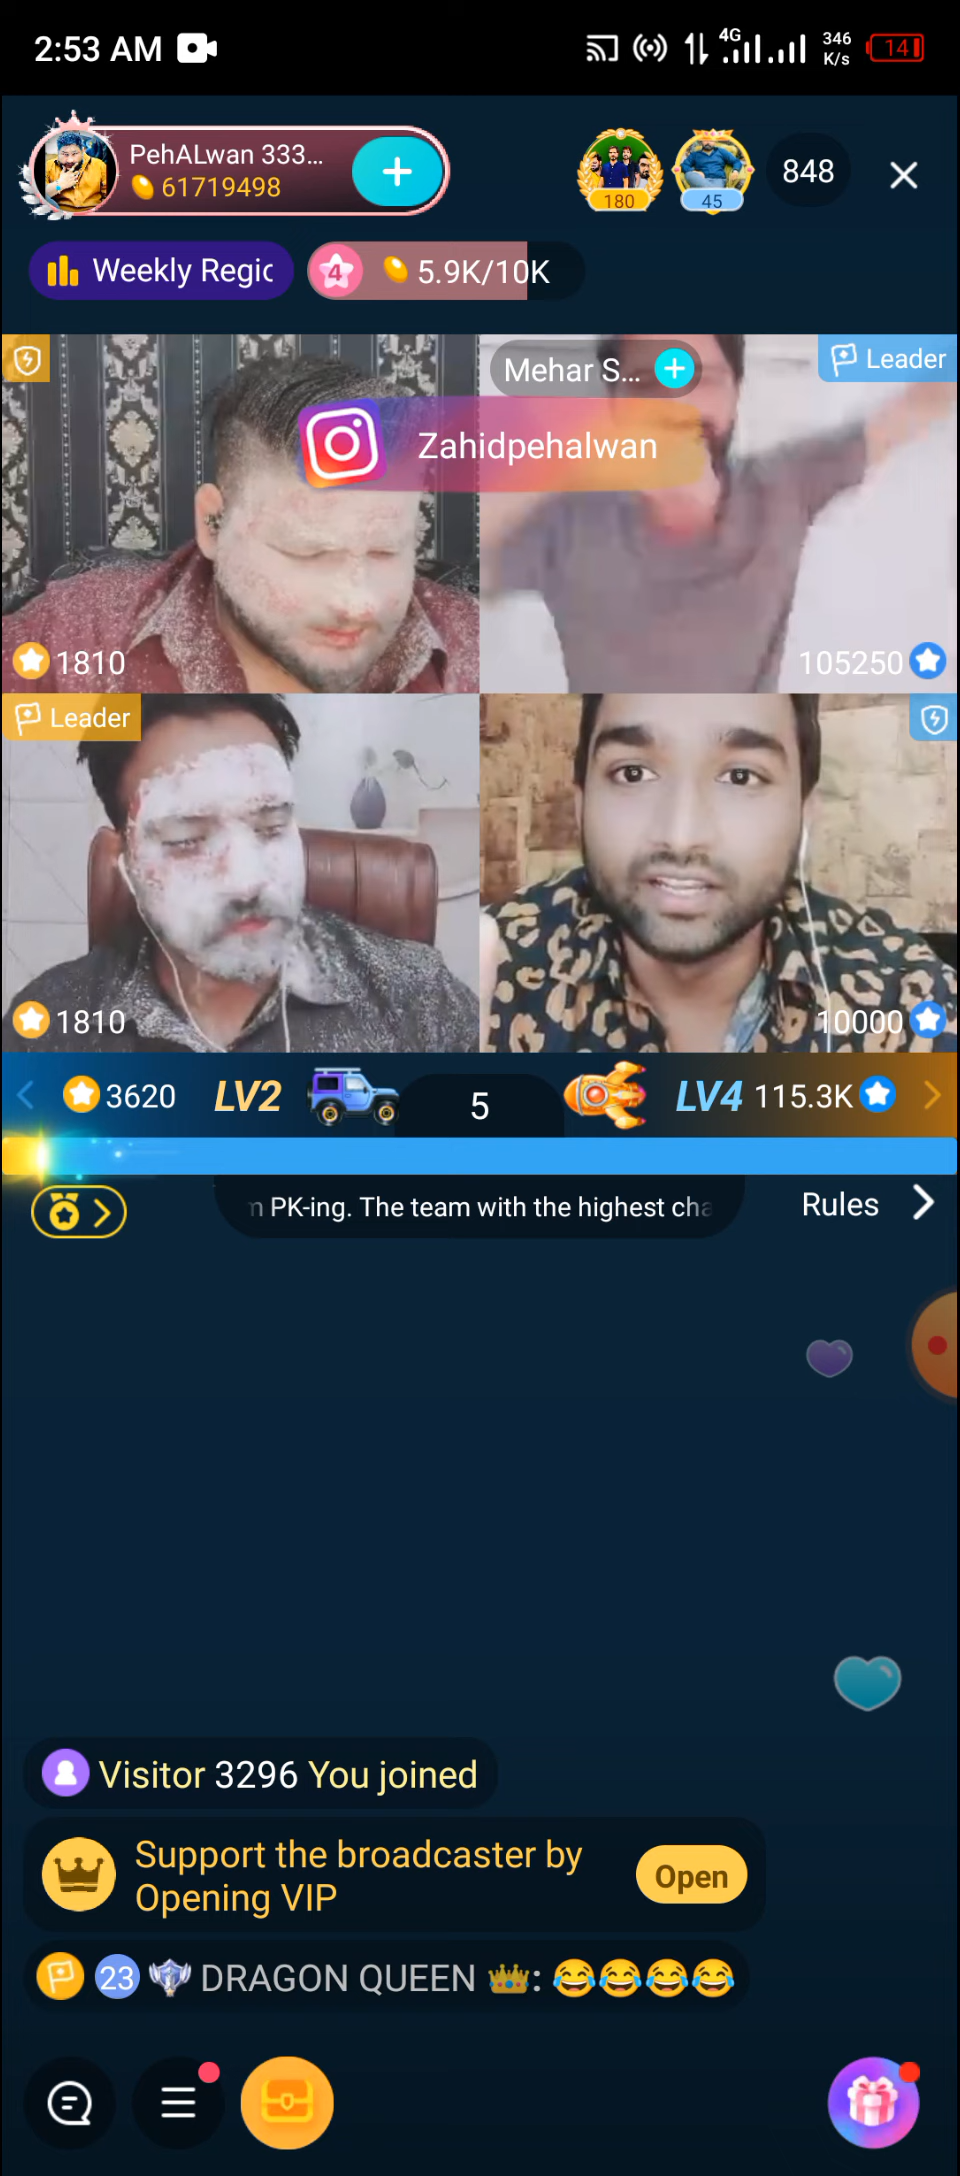 2:53 AM
4G
346
K/s
14
PehALwan 333...
61719498
180
45
848
Weekly Regic
4
5.9K/10K
Mehar S...
Leader
Zahidpehalwan
1810
105250
Leader
1810
10000
3620
LV2
5
LV4
115.3K
m PK-ing. The team with the highest cha
Rules
Visitor 3296 You joined
Support the broadcaster by
Opening VIP
Open
23
DRAGON QUEEN 👑: 😂😂😂😂